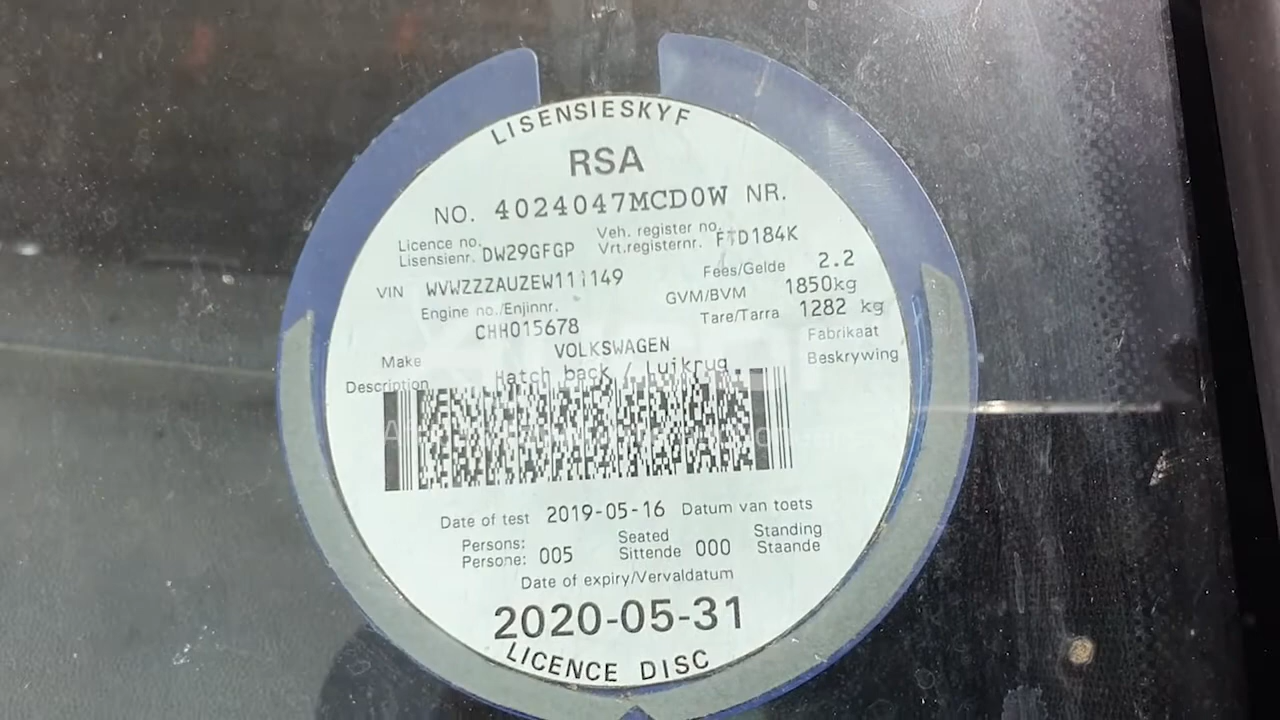 LISENSIESKYF
RSA
NO. 4024047MCD0W NR.
Licence no. Veh. register no.
Lisensienr. DW29GFGP Vrt.registernr. FTD184K
VIN WVWZZZAUZEW111149 Fees/Gelde 2.2
Engine no./Enjinnr. GVM/BVM 1850kg
CHH015678 Tare/Tarra 1282 kg
Make VOLKSWAGEN Fabrikaat
Description Hatch back / Luikrug Beskrywing
Date of test 2019-05-16 Datum van toets
Persons: Seated Standing
Persone: 005 Sittende 000 Staande
Date of expiry/Vervaldatum
2020-05-31
LICENCE DISC